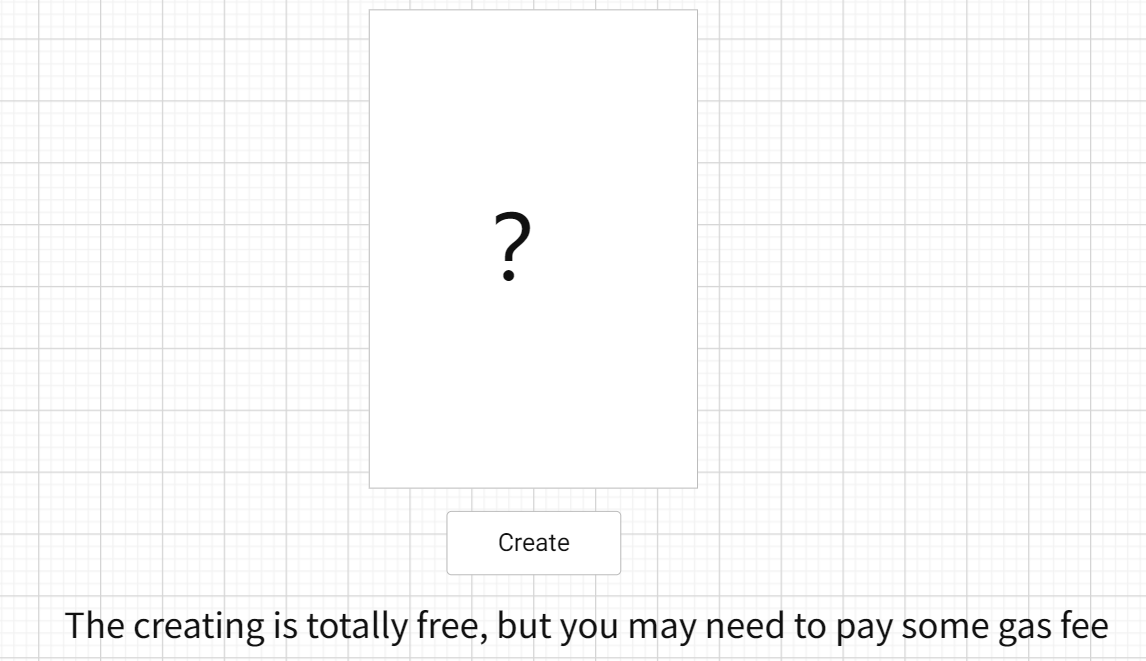 ?
Create
The creating is totally free, but you may need to pay some gas fee